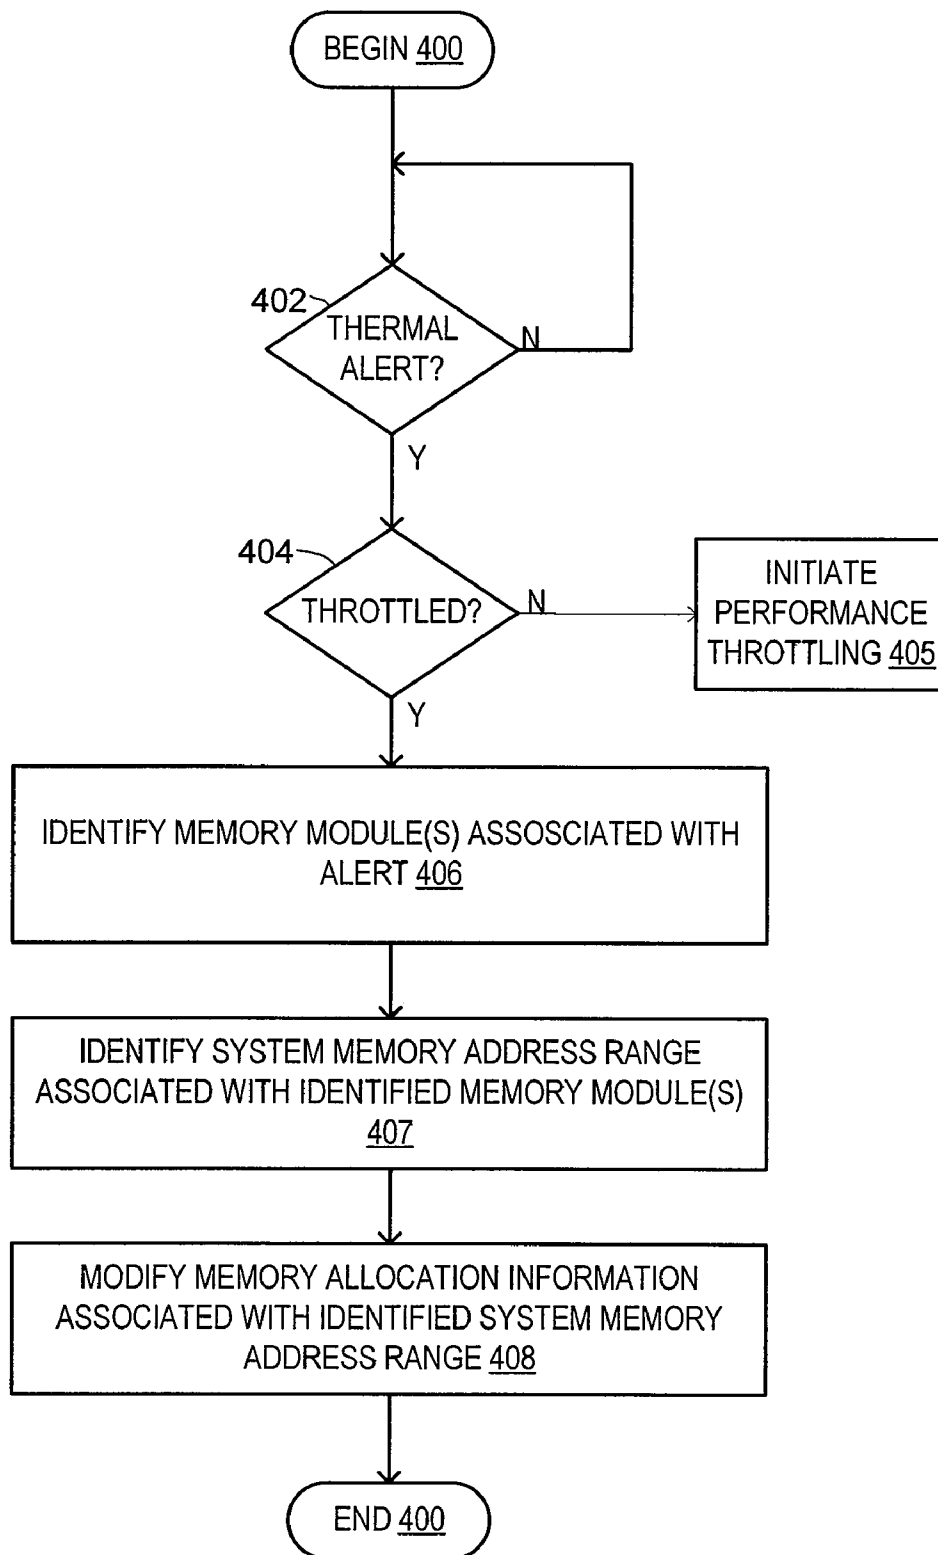 BEGIN 400
402
THERMAL
ALERT?
N
Y
404
THROTTLED?
N
INITIATE
PERFORMANCE
THROTTLING 405
Y
IDENTIFY MEMORY MODULE(S) ASSOSCIATED WITH
ALERT 406
IDENTIFY SYSTEM MEMORY ADDRESS RANGE
ASSOCIATED WITH IDENTIFIED MEMORY MODULE(S)
407
MODIFY MEMORY ALLOCATION INFORMATION
ASSOCIATED WITH IDENTIFIED SYSTEM MEMORY
ADDRESS RANGE 408
END 400